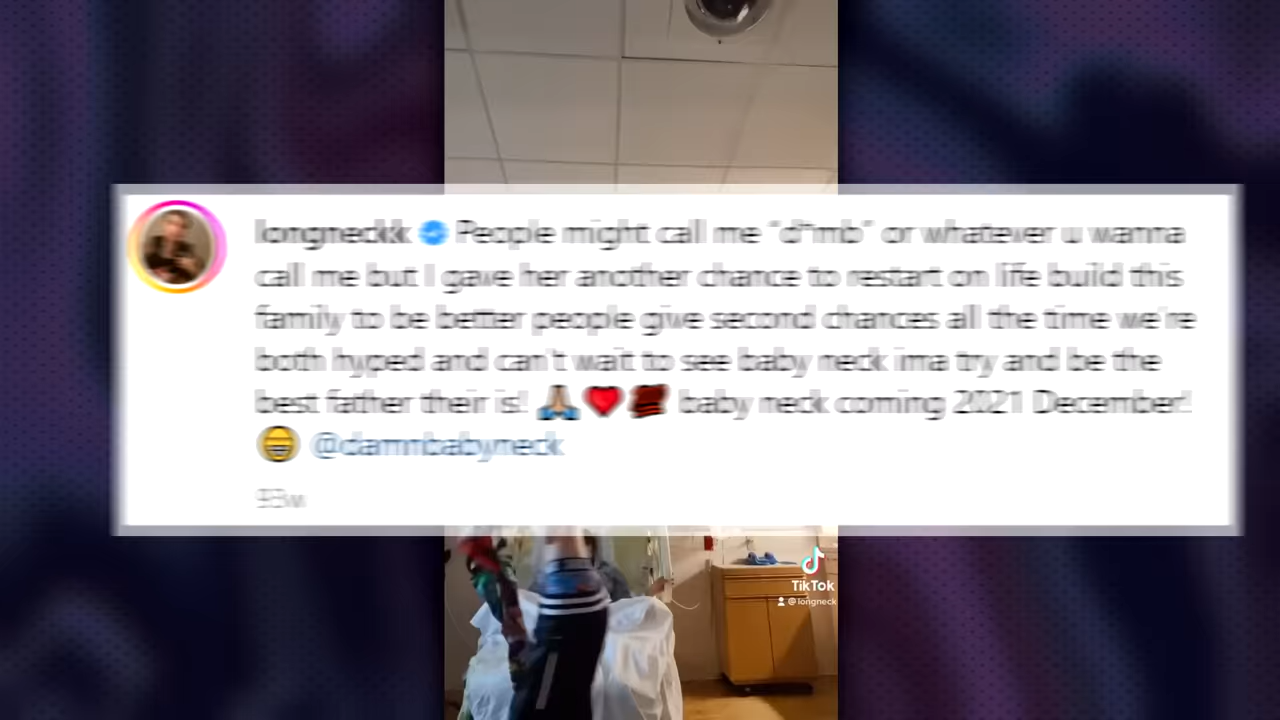 longneckk People might call me "d*mb" or whatever u wanna
call me but I gave her another chance to restart on life build this
family to be better people give second chances all the time we're
both hyped and can't wait to see baby neck ima try and be the
best father their is! 🙏🏼❤️ baby neck coming 2021 December!
@damnbabyneck
93w
TikTok
@longneck